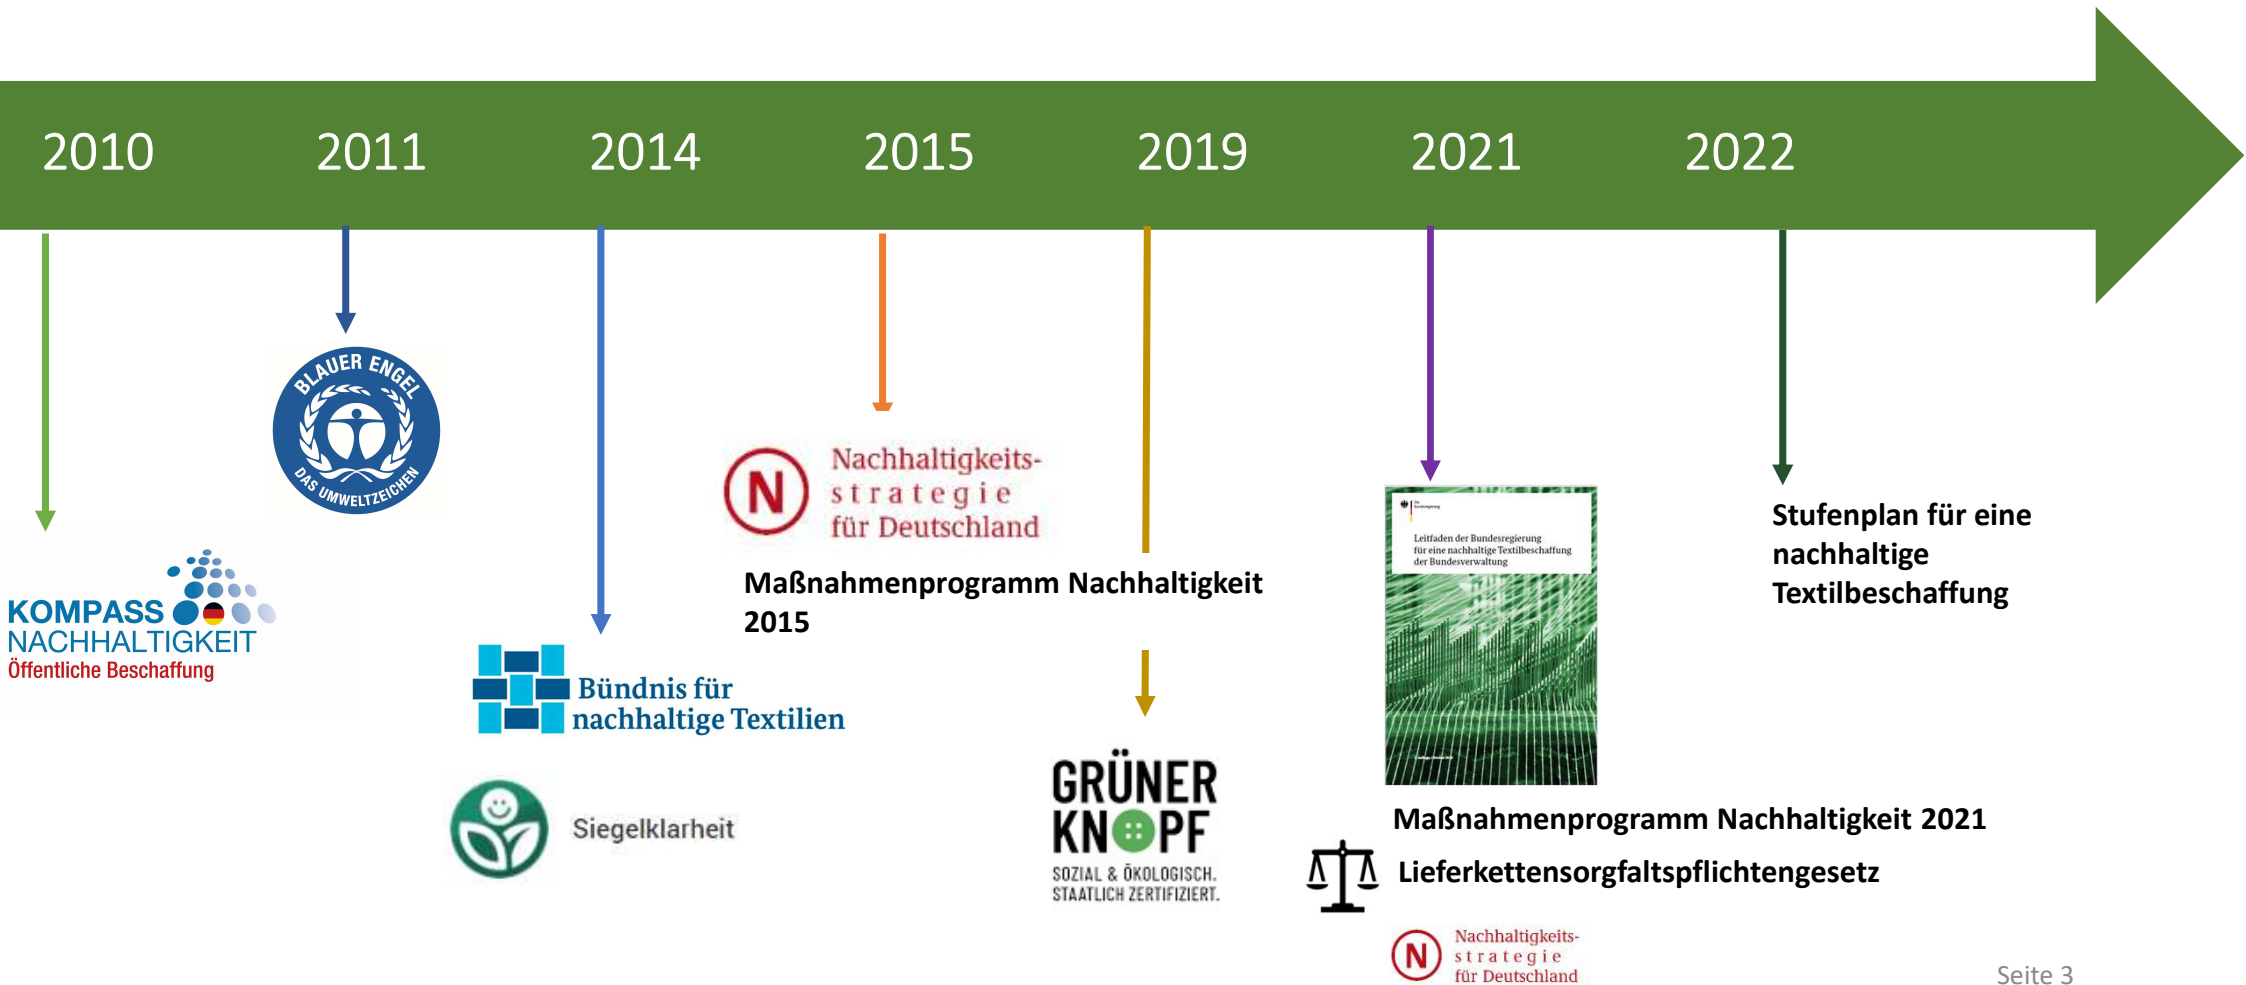 2010
2011
2014
2015
2019
2021
2022
BLAUER ENGEL
DAS UMWELTZEICHEN
KOMPASS
NACHHALTIGKEIT
Öffentliche Beschaffung
Bündnis für
nachhaltige Textilien
Siegelklarheit
N
Nachhaltigkeits-
strategie
für Deutschland
Maßnahmenprogramm Nachhaltigkeit
2015
GRÜNER
KNOPF
SOZIAL & ÖKOLOGISCH.
STAATLICH ZERTIFIZIERT.
Die
Bundesregierung
Leitfaden der Bundesregierung
für eine nachhaltige Textilbeschaffung
der Bundesverwaltung
Maßnahmenprogramm Nachhaltigkeit 2021
Lieferkettensorgfaltspflichtengesetz
N
Nachhaltigkeits-
strategie
für Deutschland
Stufenplan für eine
nachhaltige
Textilbeschaffung
Seite 3